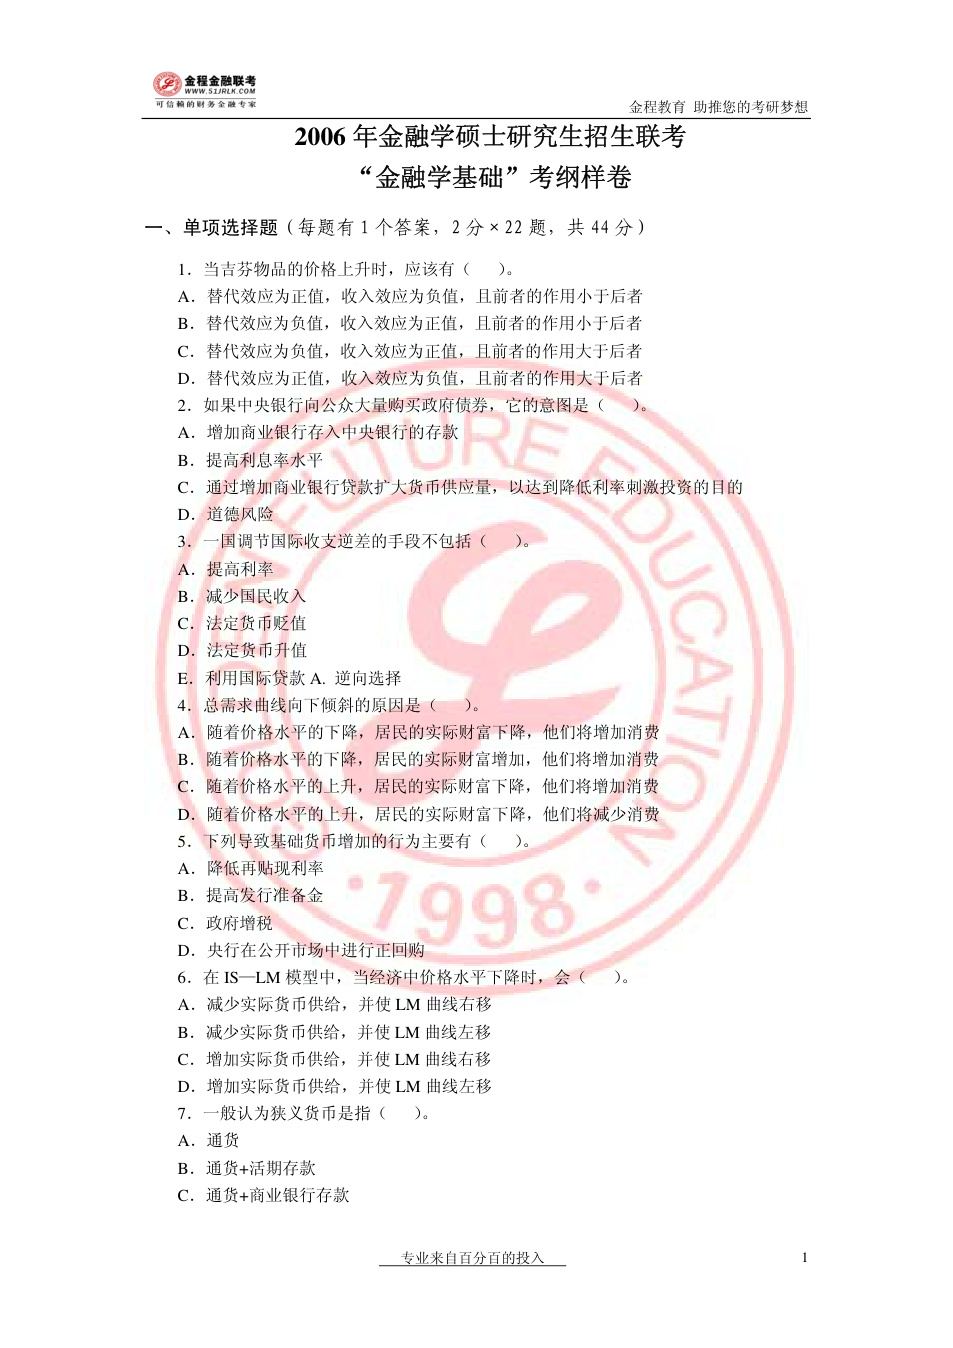 金程金融联考
WWW.51JRLK.COM
可信赖的财务金融专家
金程教育 助推您的考研梦想
2006 年金融学硕士研究生招生联考
“金融学基础”考纲样卷
一、单项选择题（每题有 1 个答案，2 分×22 题，共 44 分）
1．当吉芬物品的价格上升时，应该有（ ）。
A．替代效应为正值，收入效应为负值，且前者的作用小于后者
B．替代效应为负值，收入效应为正值，且前者的作用小于后者
C．替代效应为负值，收入效应为正值，且前者的作用大于后者
D．替代效应为正值，收入效应为负值，且前者的作用大于后者
2．如果中央银行向公众大量购买政府债券，它的意图是（ ）。
A．增加商业银行存入中央银行的存款
B．提高利息率水平
C．通过增加商业银行贷款扩大货币供应量，以达到降低利率刺激投资的目的
D．道德风险
3．一国调节国际收支逆差的手段不包括（ ）。
A．提高利率
B．减少国民收入
C．法定货币贬值
D．法定货币升值
E．利用国际贷款 A. 逆向选择
4．总需求曲线向下倾斜的原因是（ ）。
A．随着价格水平的下降，居民的实际财富下降，他们将增加消费
B．随着价格水平的下降，居民的实际财富增加，他们将增加消费
C．随着价格水平的上升，居民的实际财富下降，他们将增加消费
D．随着价格水平的上升，居民的实际财富下降，他们将减少消费
5．下列导致基础货币增加的行为主要有（ ）。
A．降低再贴现利率
B．提高发行准备金
C．政府增税
D．央行在公开市场中进行正回购
6．在 IS—LM 模型中，当经济中价格水平下降时，会（ ）。
A．减少实际货币供给，并使 LM 曲线右移
B．减少实际货币供给，并使 LM 曲线左移
C．增加实际货币供给，并使 LM 曲线右移
D．增加实际货币供给，并使 LM 曲线左移
7．一般认为狭义货币是指（ ）。
A．通货
B．通货+活期存款
C．通货+商业银行存款
GOLDEN FUTURE EDUCATION
·1998·
专业来自百分百的投入
1